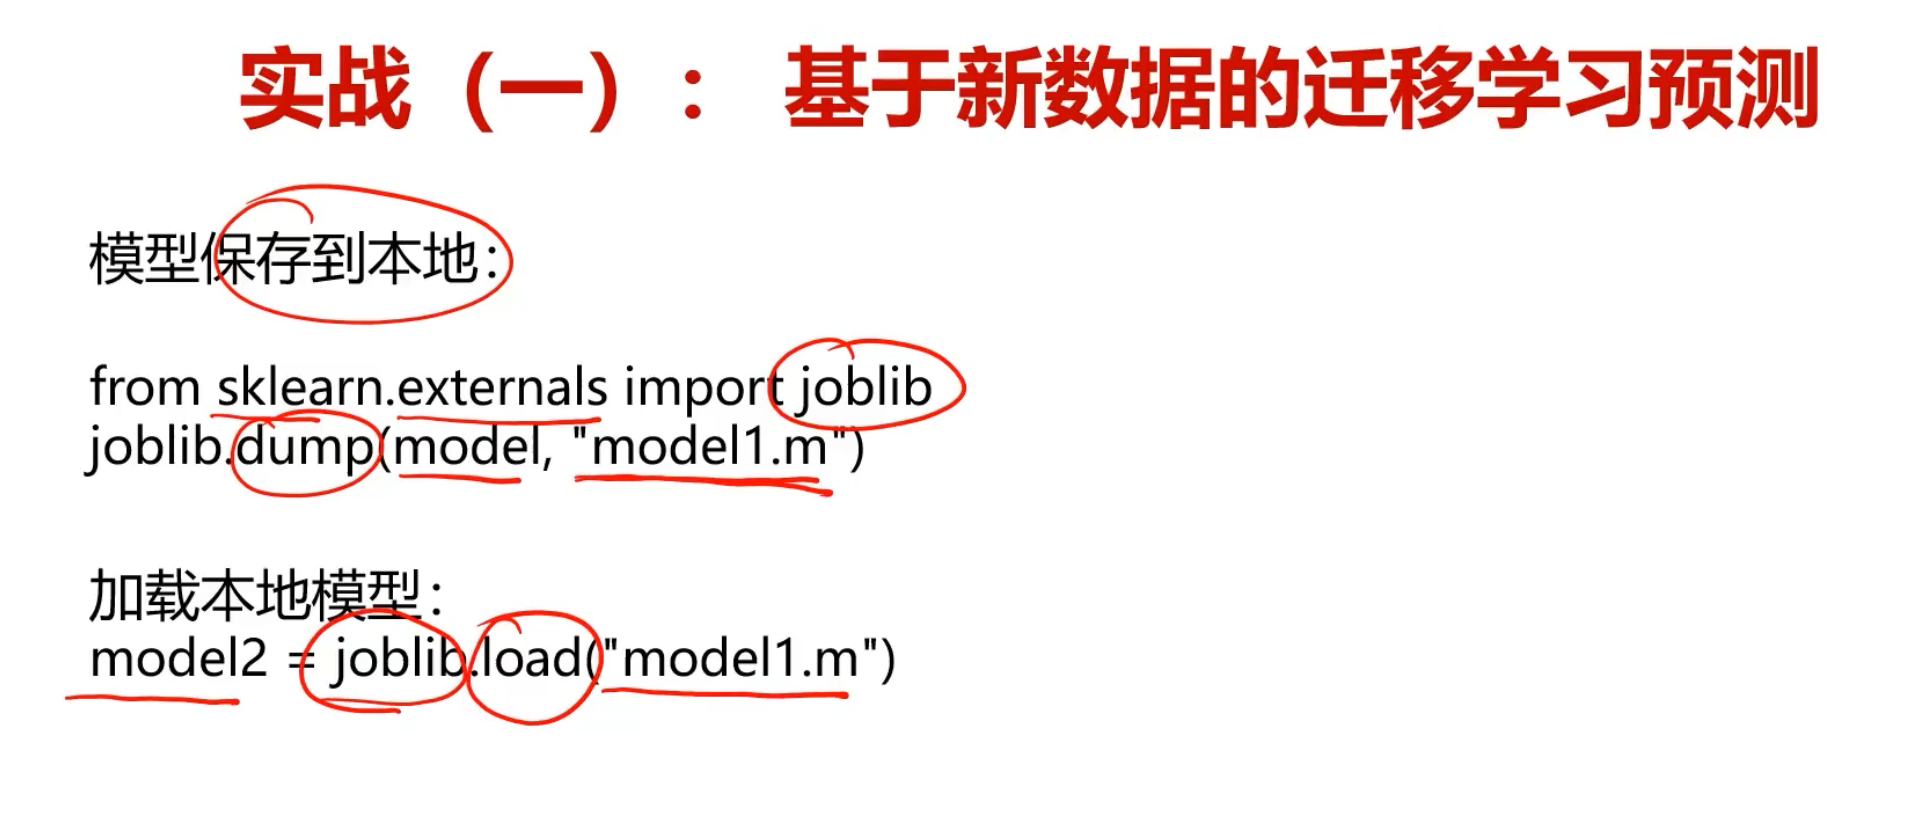 实战（一）： 基于新数据的迁移学习预测
模型保存到本地：
from sklearn.externals import joblib
joblib.dump(model, "model1.m")
加载本地模型：
model2 = joblib.load("model1.m")